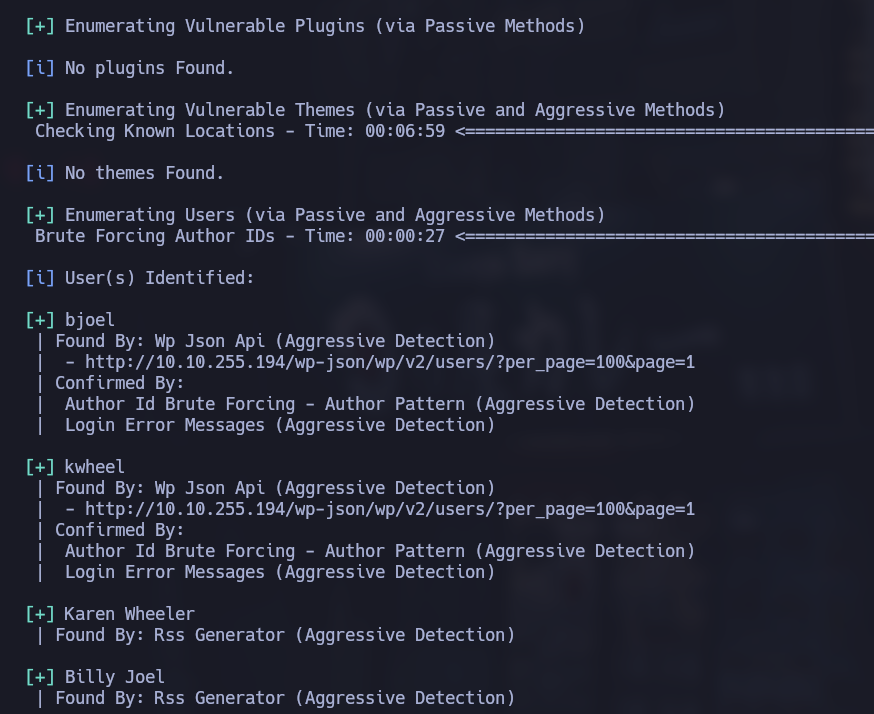 [+] Enumerating Vulnerable Plugins (via Passive Methods)
[i] No plugins Found.
[+] Enumerating Vulnerable Themes (via Passive and Aggressive Methods)
Checking Known Locations - Time: 00:06:59 <=========================================
[i] No themes Found.
[+] Enumerating Users (via Passive and Aggressive Methods)
Brute Forcing Author IDs - Time: 00:00:27 <=========================================
[i] User(s) Identified:
[+] bjoel
| Found By: Wp Json Api (Aggressive Detection)
|  - http://10.10.255.194/wp-json/wp/v2/users/?per_page=100&page=1
| Confirmed By:
|  Author Id Brute Forcing - Author Pattern (Aggressive Detection)
|  Login Error Messages (Aggressive Detection)
[+] kwheel
| Found By: Wp Json Api (Aggressive Detection)
|  - http://10.10.255.194/wp-json/wp/v2/users/?per_page=100&page=1
| Confirmed By:
|  Author Id Brute Forcing - Author Pattern (Aggressive Detection)
|  Login Error Messages (Aggressive Detection)
[+] Karen Wheeler
| Found By: Rss Generator (Aggressive Detection)
[+] Billy Joel
| Found By: Rss Generator (Aggressive Detection)